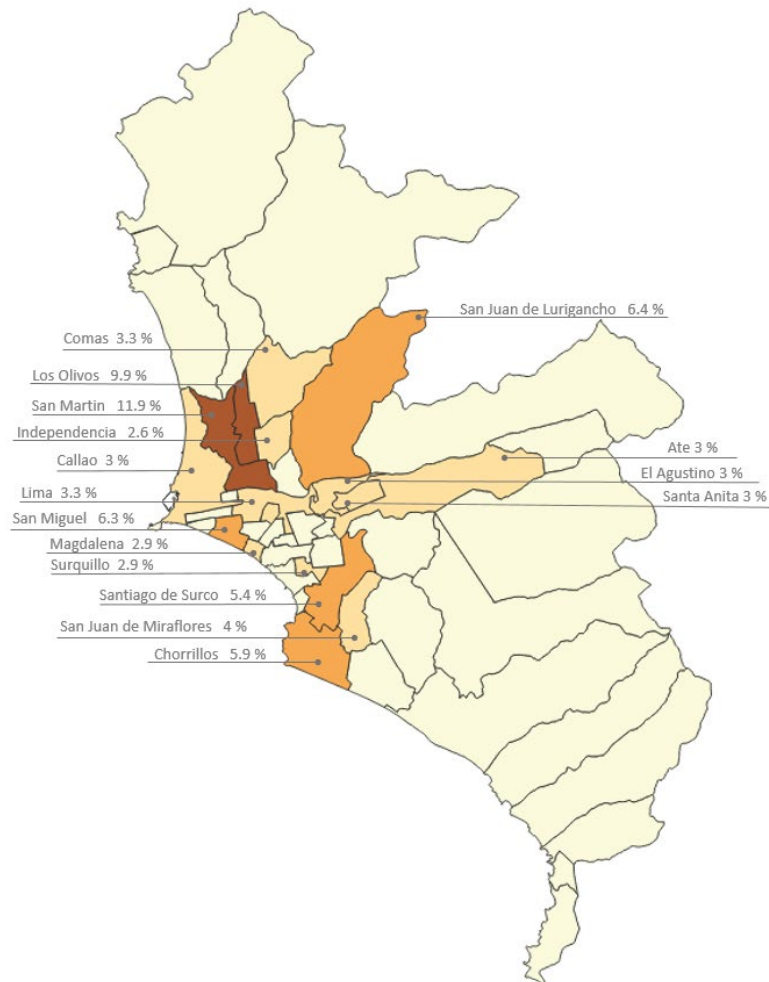 San Juan de Lurigancho 6.4 %
Comas 3.3 %
Los Olivos 9.9 %
San Martin 11.9 %
Independencia 2.6 %
Callao 3 %
Ate 3 %
El Agustino 3 %
Lima 3.3 %
Santa Anita 3 %
San Miguel 6.3 %
Magdalena 2.9 %
Surquillo 2.9 %
Santiago de Surco 5.4 %
San Juan de Miraflores 4 %
Chorrillos 5.9 %